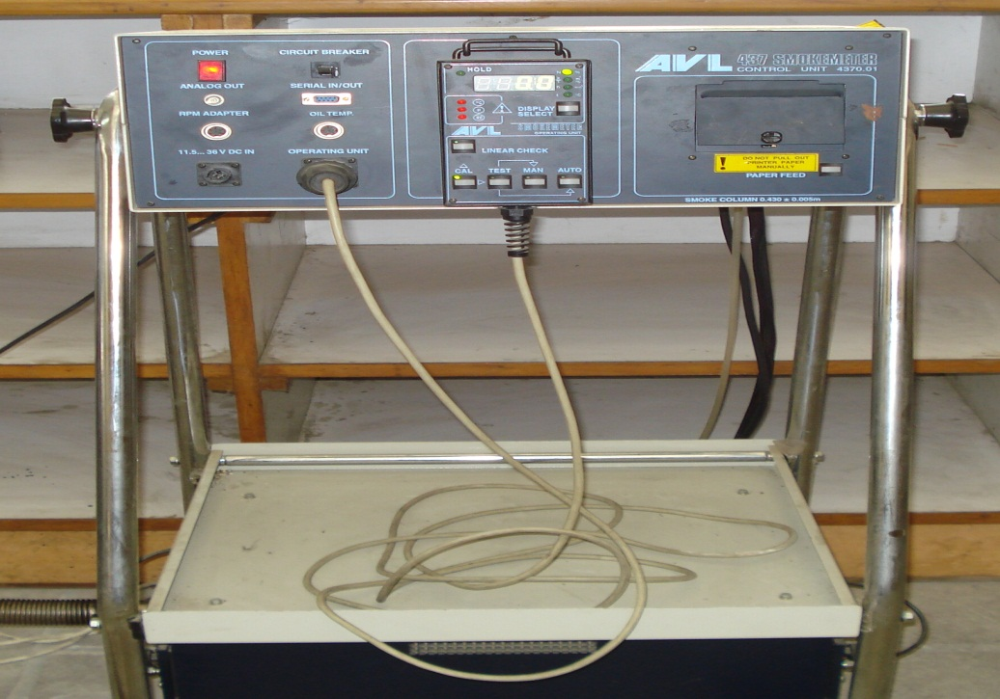 POWER
CIRCUIT BREAKER
ANALOG OUT
SERIAL IN/OUT
RPM ADAPTER
OIL TEMP.
11.5... 36 V DC IN
OPERATING UNIT
HOLD
DISPLAY
SELECT
AVL SMOKEMETER
OPERATING UNIT
LINEAR CHECK
CAL TEST MAN AUTO
AVL 437 SMOKEMETER
CONTROL UNIT 4370.01
DO NOT PULL OUT
PRINTER PAPER
MANUALLY
PAPER FEED
SMOKE COLUMN 0.430 ± 0.005m